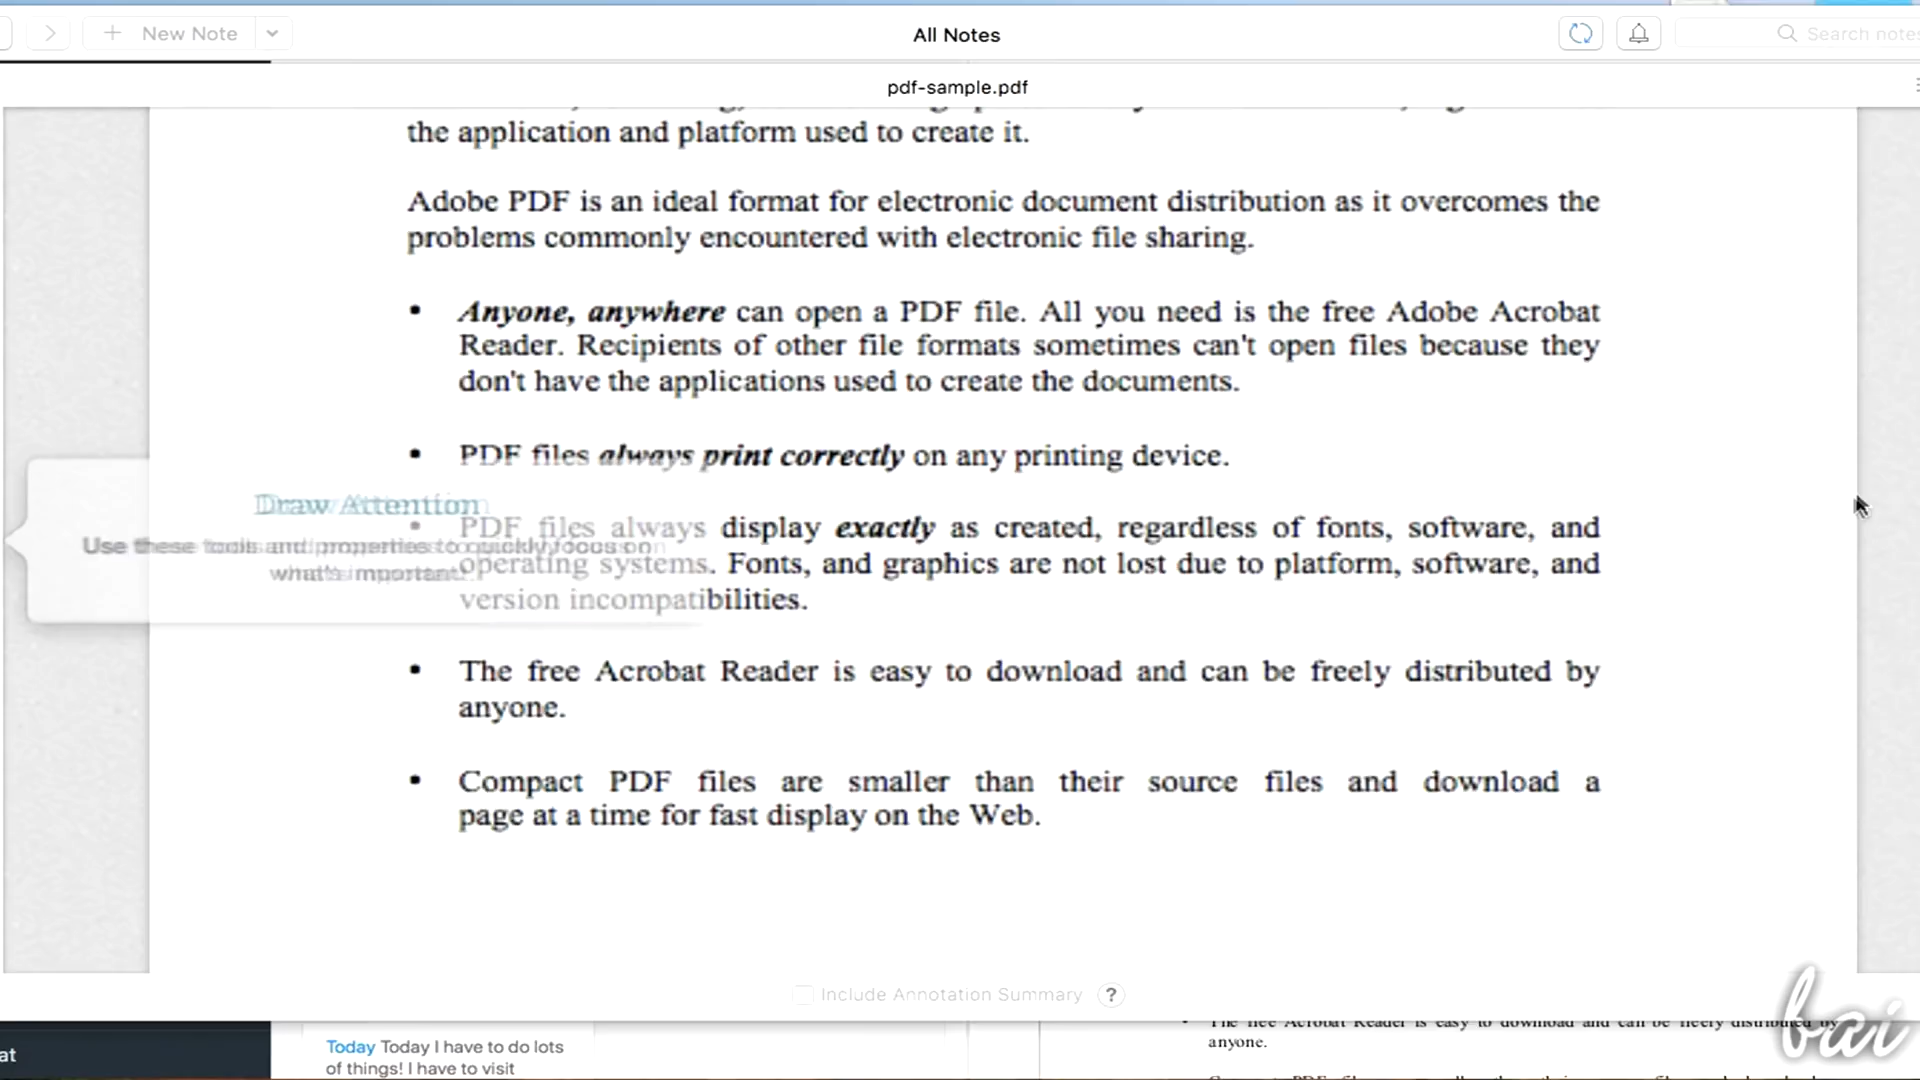 New Note
All Notes
Search notes
pdf-sample.pdf
the application and platform used to create it.
Adobe PDF is an ideal format for electronic document distribution as it overcomes the
problems commonly encountered with electronic file sharing.
• Anyone, anywhere can open a PDF file. All you need is the free Adobe Acrobat
Reader. Recipients of other file formats sometimes can't open files because they
don't have the applications used to create the documents.
• PDF files always print correctly on any printing device.
Draw Attention
Use these tools and properties to quickly focus on
what's important.
• PDF files always display exactly as created, regardless of fonts, software, and
operating systems. Fonts, and graphics are not lost due to platform, software, and
version incompatibilities.
• The free Acrobat Reader is easy to download and can be freely distributed by
anyone.
• Compact PDF files are smaller than their source files and download a
page at a time for fast display on the Web.
Include Annotation Summary ?
at
Today Today I have to do lots
of things! I have to visit
• The free Acrobat Reader is easy to download and can be freely distributed by
anyone.
bai